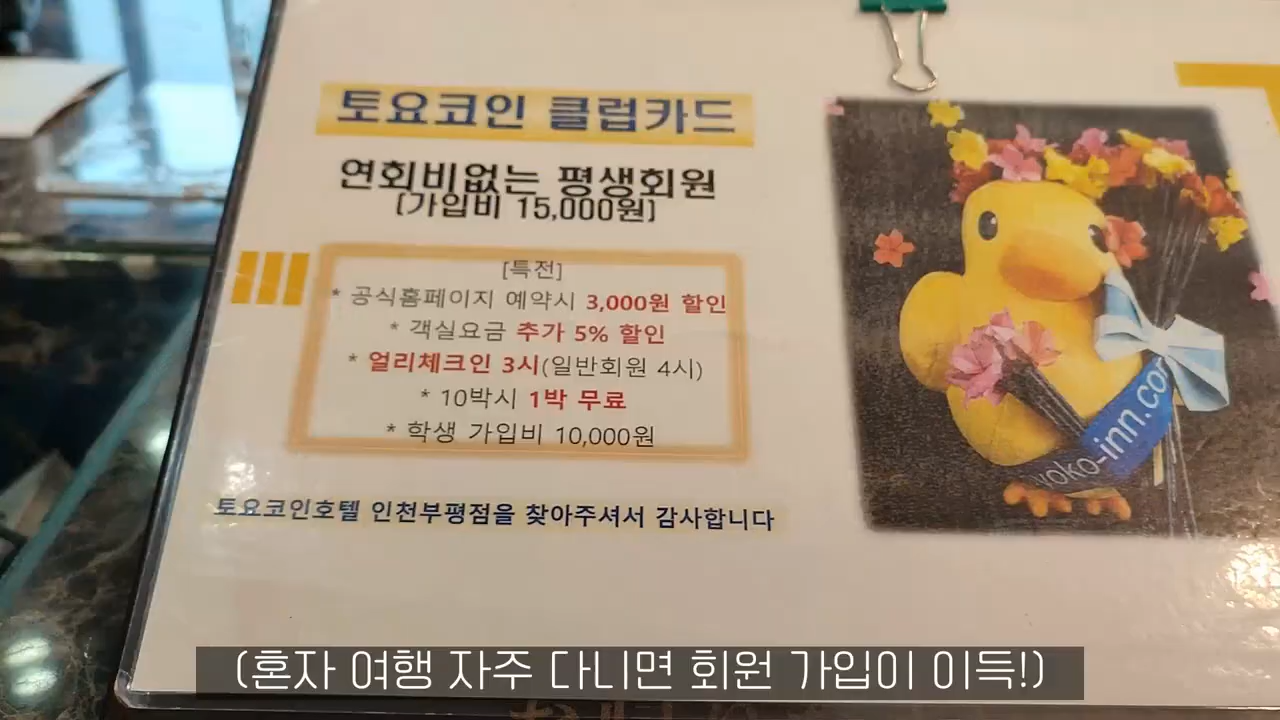 토요코인 클럽카드
연회비없는 평생회원
(가입비 15,000원)
[특전]
* 공식홈페이지 예약시 3,000원 할인
* 객실요금 추가 5% 할인
* 얼리체크인 3시(일반회원 4시)
* 10박시 1박 무료
* 학생 가입비 10,000원
토요코인호텔 인천부평점을 찾아주셔서 감사합니다
oko-inn.co
(혼자 여행 자주 다니면 회원 가입이 이득!)